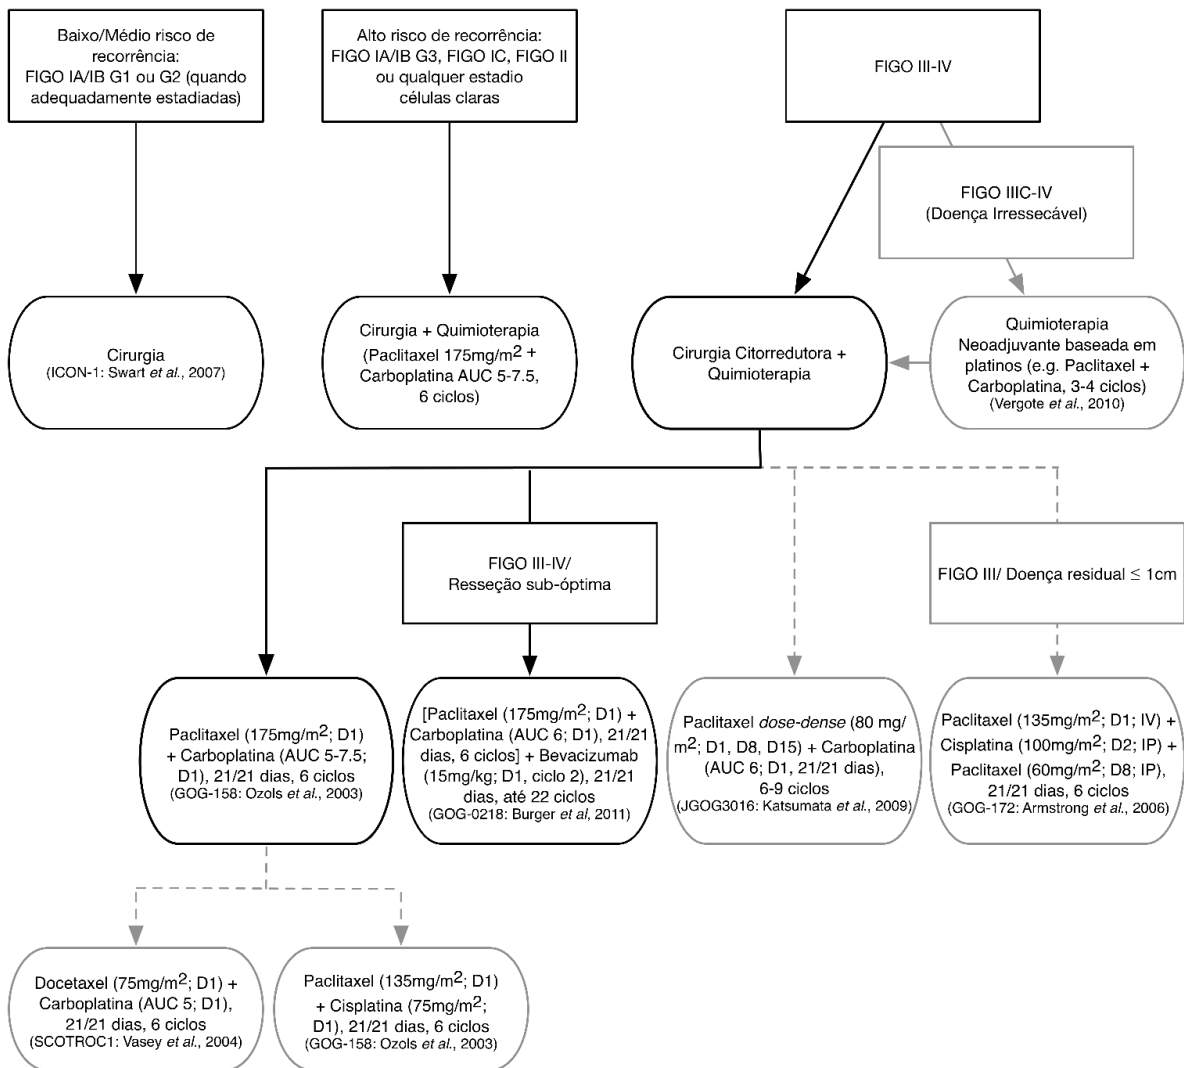 Baixo/Médio risco de
recorrência:
FIGO IA/IB G1 ou G2 (quando
adequadamente estadiadas)
Alto risco de recorrência:
FIGO IA/IB G3, FIGO IC, FIGO II
ou qualquer estadio
células claras
FIGO III-IV
FIGO IIIC-IV
(Doença Irressecável)
Cirurgia
(ICON-1: Swart et al., 2007)
Cirurgia + Quimioterapia
(Paclitaxel 175mg/m² +
Carboplatina AUC 5-7.5,
6 ciclos)
Cirurgia Citorredutora +
Quimioterapia
Quimioterapia
Neoadjuvante baseada em
platinos (e.g. Paclitaxel +
Carboplatina, 3-4 ciclos)
(Vergote et al., 2010)
FIGO III-IV/
Resseção sub-óptima
FIGO III/ Doença residual ≤ 1cm
Paclitaxel (175mg/m²; D1)
+ Carboplatina (AUC 5-7.5;
D1), 21/21 dias, 6 ciclos
(GOG-158: Ozols et al., 2003)
[Paclitaxel (175mg/m²; D1) +
Carboplatina (AUC 6; D1), 21/21
dias, 6 ciclos] + Bevacizumab
(15mg/kg; D1, ciclo 2), 21/21
dias, até 22 ciclos
(GOG-0218: Burger et al, 2011)
Paclitaxel dose-dense (80 mg/
m²; D1, D8, D15) + Carboplatina
(AUC 6; D1, 21/21 dias),
6-9 ciclos
(JGOG3016: Katsumata et al., 2009)
Paclitaxel (135mg/m²; D1; IV) +
Cisplatina (100mg/m²; D2; IP) +
Paclitaxel (60mg/m²; D8; IP),
21/21 dias, 6 ciclos
(GOG-172: Armstrong et al., 2006)
Docetaxel (75mg/m²; D1) +
Carboplatina (AUC 5; D1),
21/21 dias, 6 ciclos
(SCOTROC1: Vasey et al., 2004)
Paclitaxel (135mg/m²; D1)
+ Cisplatina (75mg/m²;
D1), 21/21 dias, 6 ciclos
(GOG-158: Ozols et al., 2003)